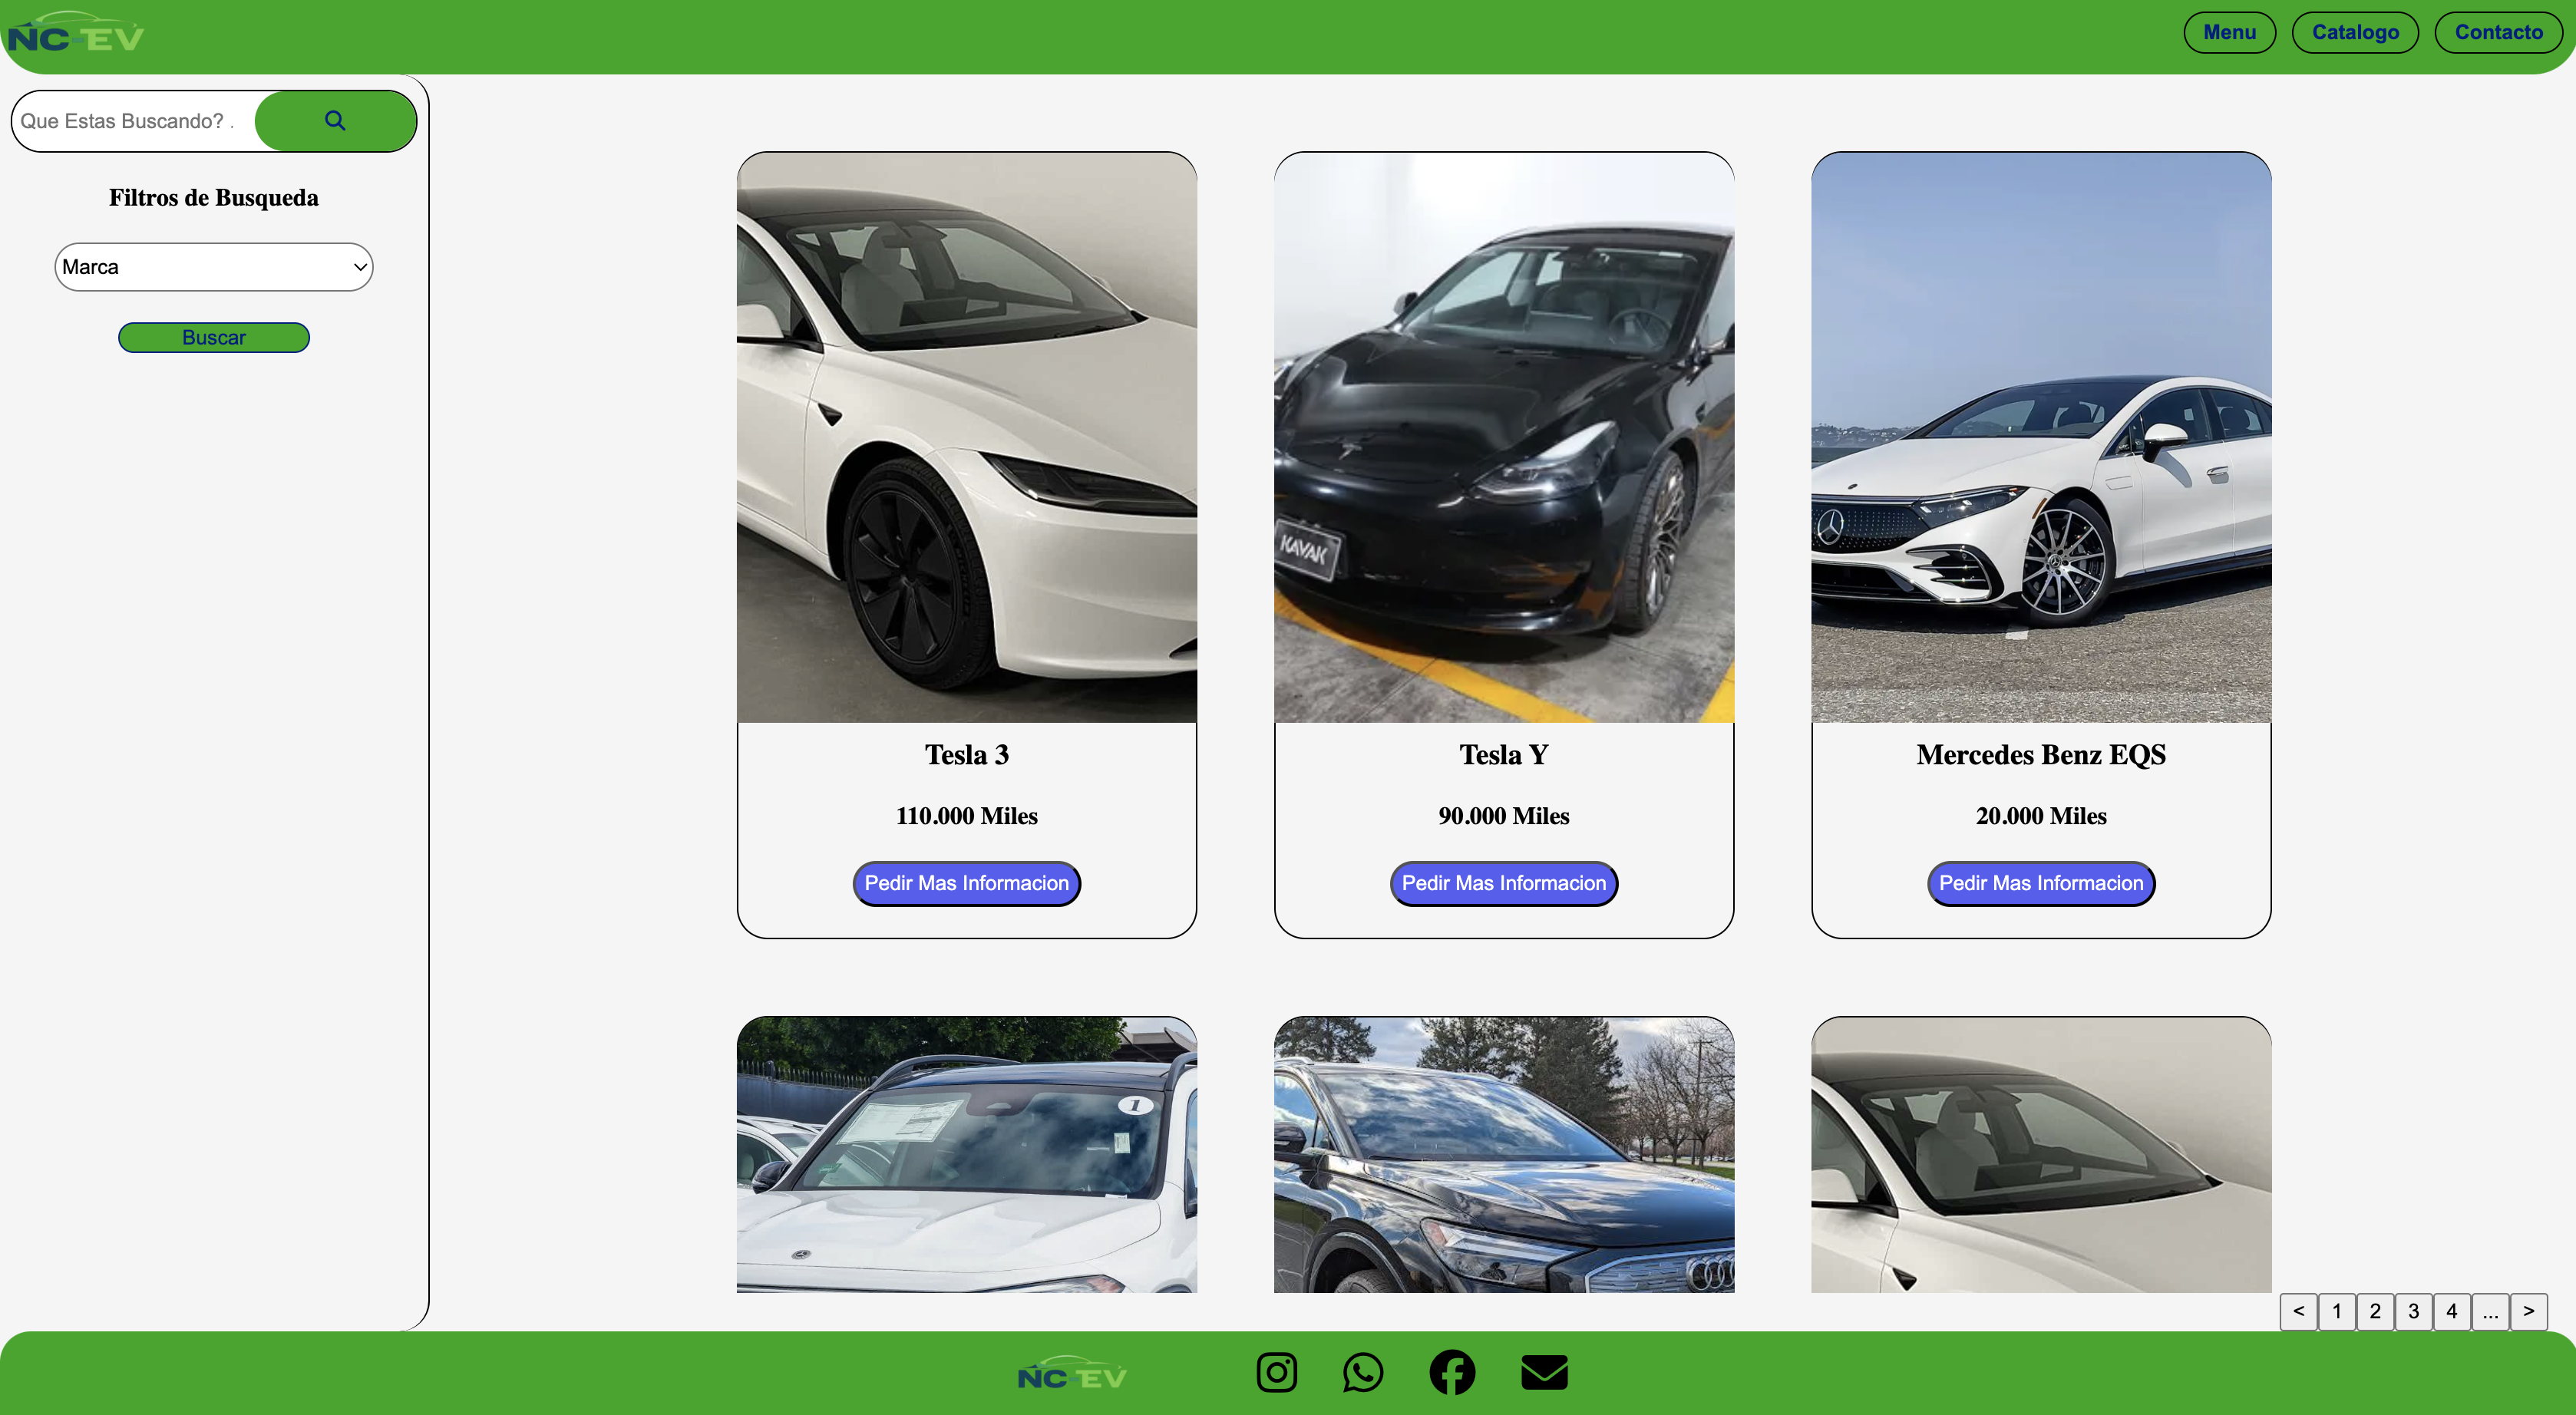 NC-EV
Menu
Catalogo
Contacto
Que Estas Buscando? .
Filtros de Busqueda
Marca
Buscar
KAVAK
Tesla 3
110.000 Miles
Pedir Mas Informacion
Tesla Y
90.000 Miles
Pedir Mas Informacion
Mercedes Benz EQS
20.000 Miles
Pedir Mas Informacion
1
< 1 2 3 4 ... >
NC-EV